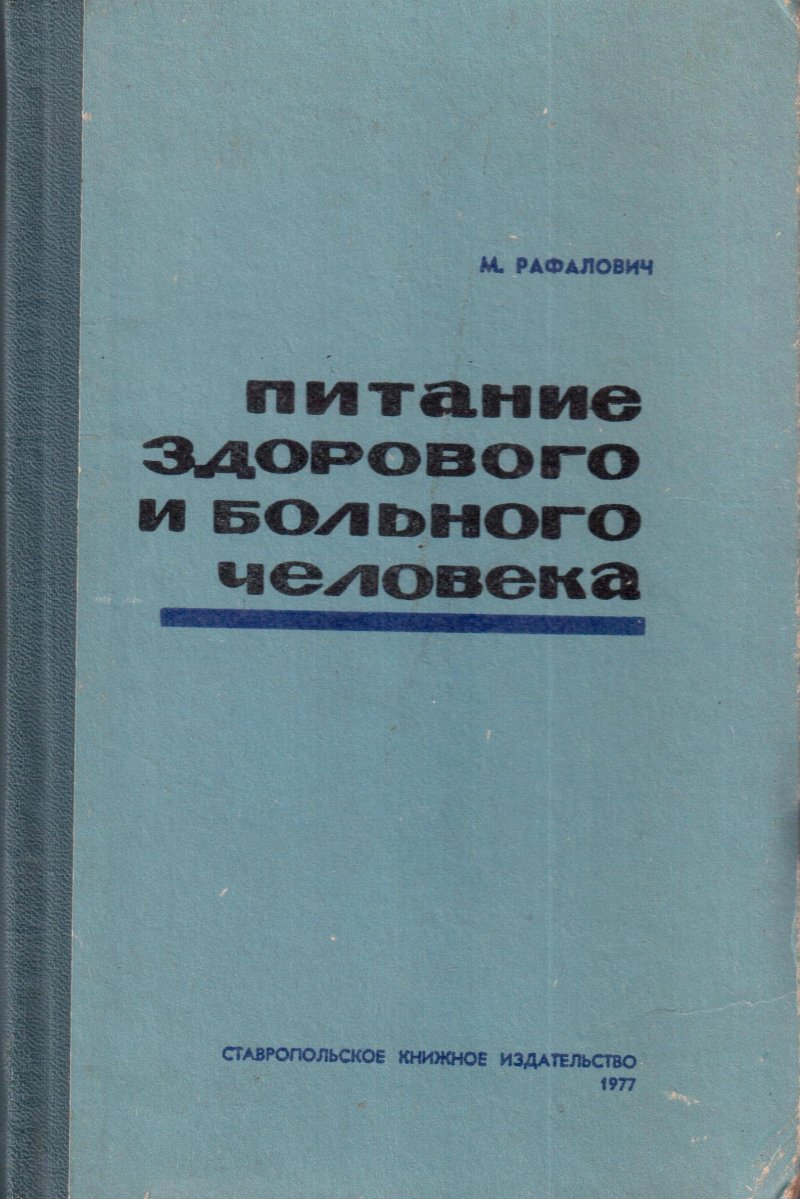 М. РАФАЛОВИЧ
ПИТАНИЕ
ЗДОРОВОГО
И БОЛЬНОГО
ЧЕЛОВЕКА
СТАВРОПОЛЬСКОЕ КНИЖНОЕ ИЗДАТЕЛЬСТВО
1977